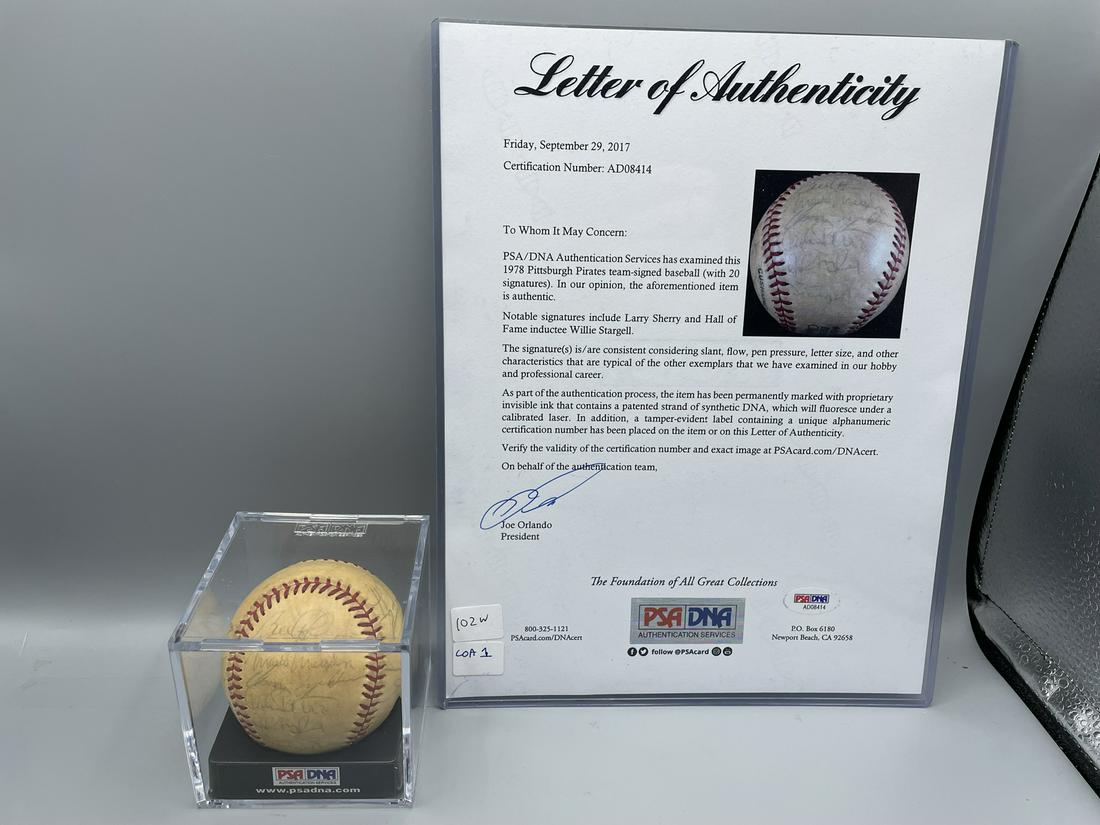 Letter of Authenticity
Friday, September 29, 2017
Certification Number: AD08414
To Whom It May Concern:
PSA/DNA Authentication Services has examined this
1978 Pittsburgh Pirates team-signed baseball (with 20
signatures). In our opinion, the aforementioned item
is authentic.
Notable signatures include Larry Sherry and Hall of
Fame inductee Willie Stargell.
The signature(s) is/are consistent considering slant, flow, pen pressure, letter size, and other
characteristics that are typical of the other exemplars that we have examined in our hobby
and professional career.
As part of the authentication process, the item has been permanently marked with proprietary
invisible ink that contains a patented strand of synthetic DNA, which will fluoresce under a
calibrated laser. In addition, a tamper-evident label containing a unique alphanumeric
certification number has been placed on the item or on this Letter of Authenticity.
Verify the validity of the certification number and exact image at PSAcard.com/DNAcert.
On behalf of the authentication team,
Joe Orlando
President
The Foundation of All Great Collections
800-325-1121
PSAcard.com/DNAcert
PSA DNA
AUTHENTICATION SERVICES
follow @PSAcard
PSA DNA
AD08414
P.O. Box 6180
Newport Beach, CA 92658
102W
COA 1
PSA DNA
PSA DNA
AUTHENTICATION SERVICES
www.psadna.com